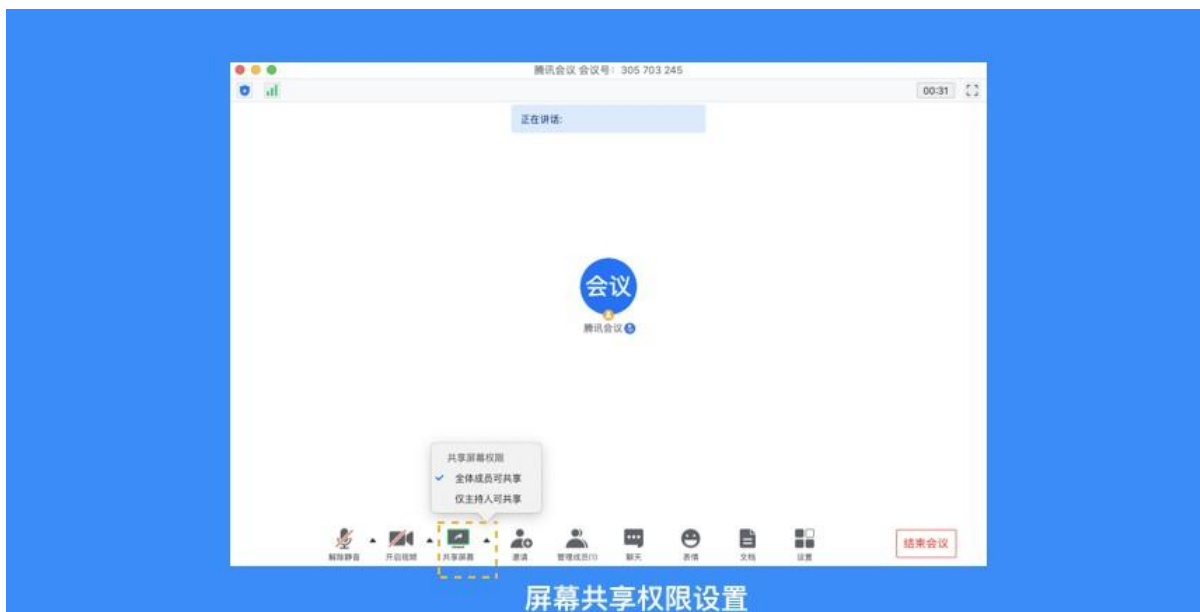 腾讯会议 会议号: 305 703 245
00:31
正在讲话:
会议
腾讯会议
共享屏幕权限
全体成员可共享
仅主持人可共享
解除静音 开启视频 共享屏幕 邀请 管理成员(1) 聊天 表情 文档 设置 结束会议
屏幕共享权限设置